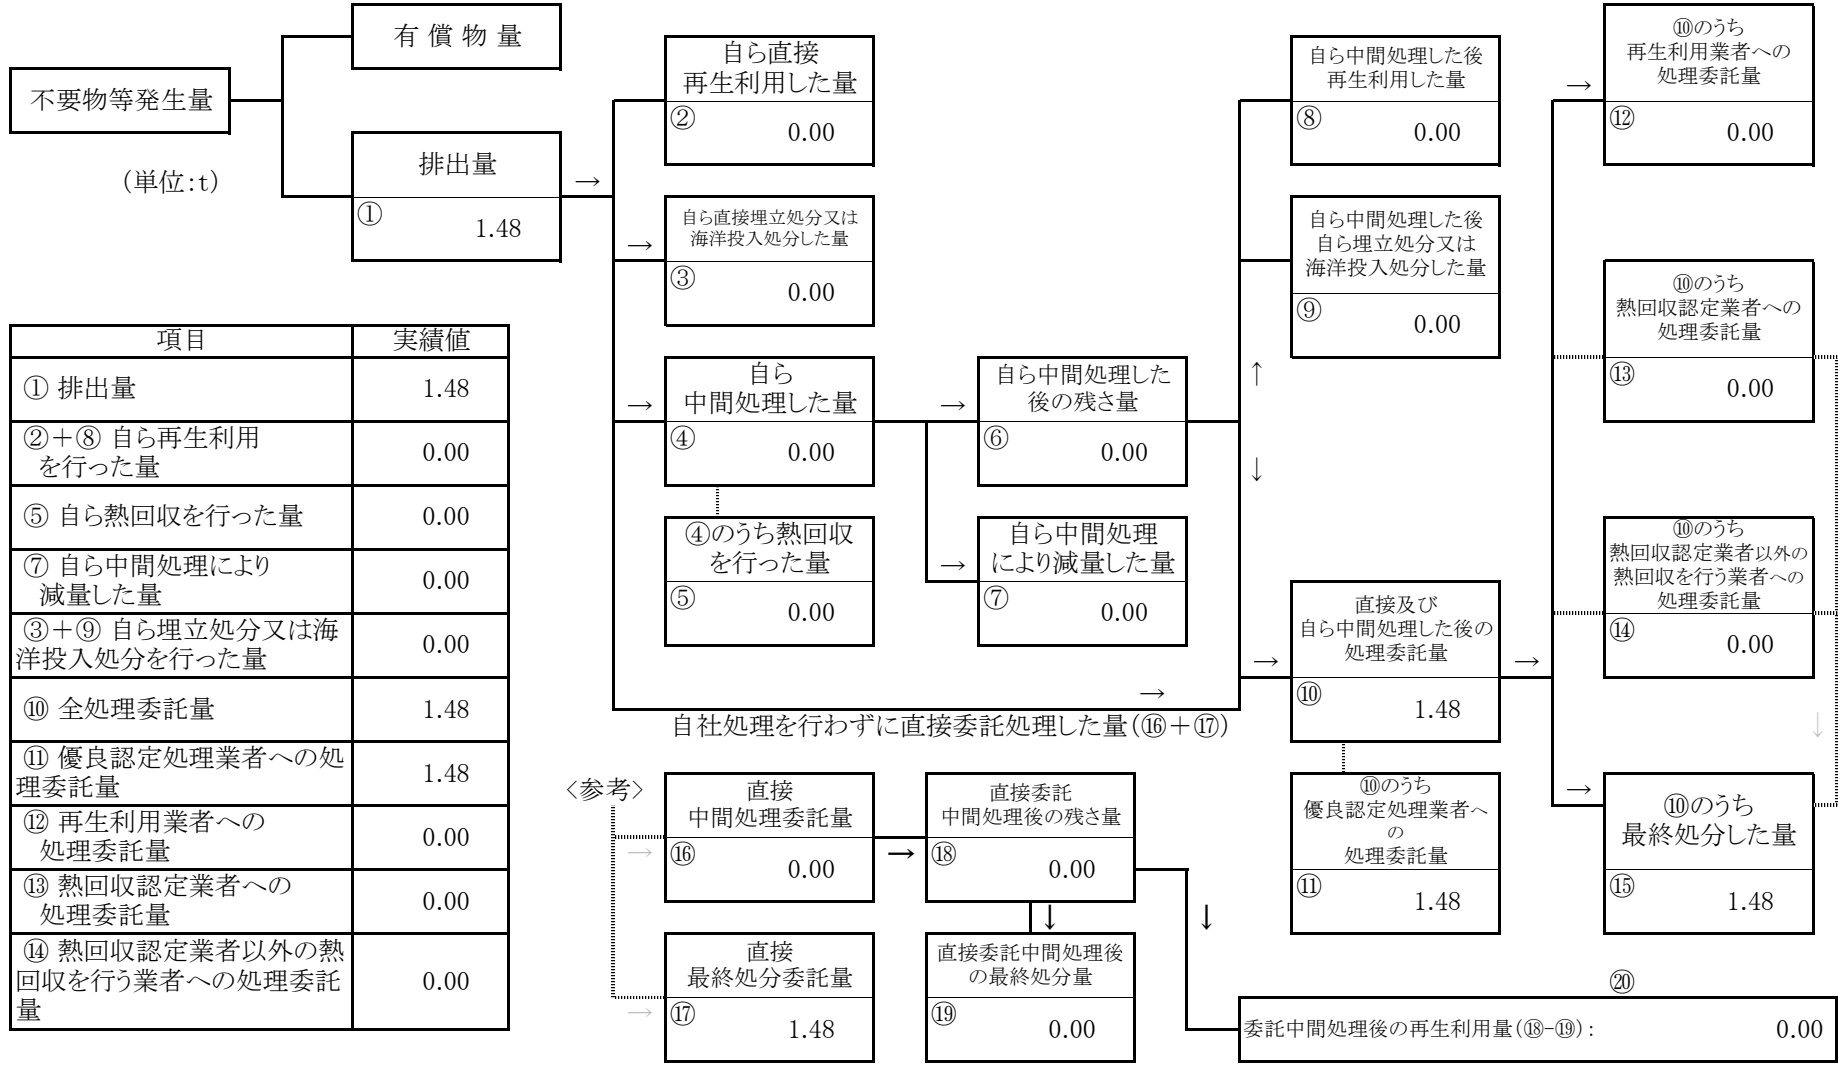 有 償 物 量
不要物等発生量
(単位:t)
排出量
①
1.48
→
自ら直接
再生利用した量
②
0.00
→
自ら直接埋立処分又は
海洋投入処分した量
③
0.00
→
自ら
中間処理した量
④
0.00
④のうち熱回収
を行った量
⑤
0.00
→
自ら中間処理した
後の残さ量
⑥
0.00
→
自ら中間処理
により減量した量
⑦
0.00
自ら中間処理した後
再生利用した量
⑧
0.00
自ら中間処理した後
自ら埋立処分又は
海洋投入処分した量
⑨
0.00
↑
↓
→
自社処理を行わずに直接委託処理した量(⑯+⑰)
→
直接及び
自ら中間処理した後の
処理委託量
⑩
1.48
⑩のうち
優良認定処理業者へ
の
処理委託量
⑪
1.48
→
→
⑩のうち
再生利用業者への
処理委託量
⑫
0.00
⑩のうち
熱回収認定業者への
処理委託量
⑬
0.00
⑩のうち
熱回収認定業者以外の
熱回収を行う業者への
処理委託量
⑭
0.00
↓
→
⑩のうち
最終処分した量
⑮
1.48
項目 実績値
① 排出量 1.48
②+⑧ 自ら再生利用
を行った量 0.00
⑤ 自ら熱回収を行った量 0.00
⑦ 自ら中間処理により
減量した量 0.00
③+⑨ 自ら埋立処分又は海
洋投入処分を行った量 0.00
⑩ 全処理委託量 1.48
⑪ 優良認定処理業者への処
理委託量 1.48
⑫ 再生利用業者への
処理委託量 0.00
⑬ 熱回収認定業者への
処理委託量 0.00
⑭ 熱回収認定業者以外の熱
回収を行う業者への処理委託
量 0.00
<参考>
→
直接
中間処理委託量
⑯
0.00
→
直接委託
中間処理後の残さ量
⑱
0.00
↓
↓
→
直接
最終処分委託量
⑰
1.48
直接委託中間処理後
の最終処分量
⑲
0.00
⑳
委託中間処理後の再生利用量(⑱-⑲): 0.00